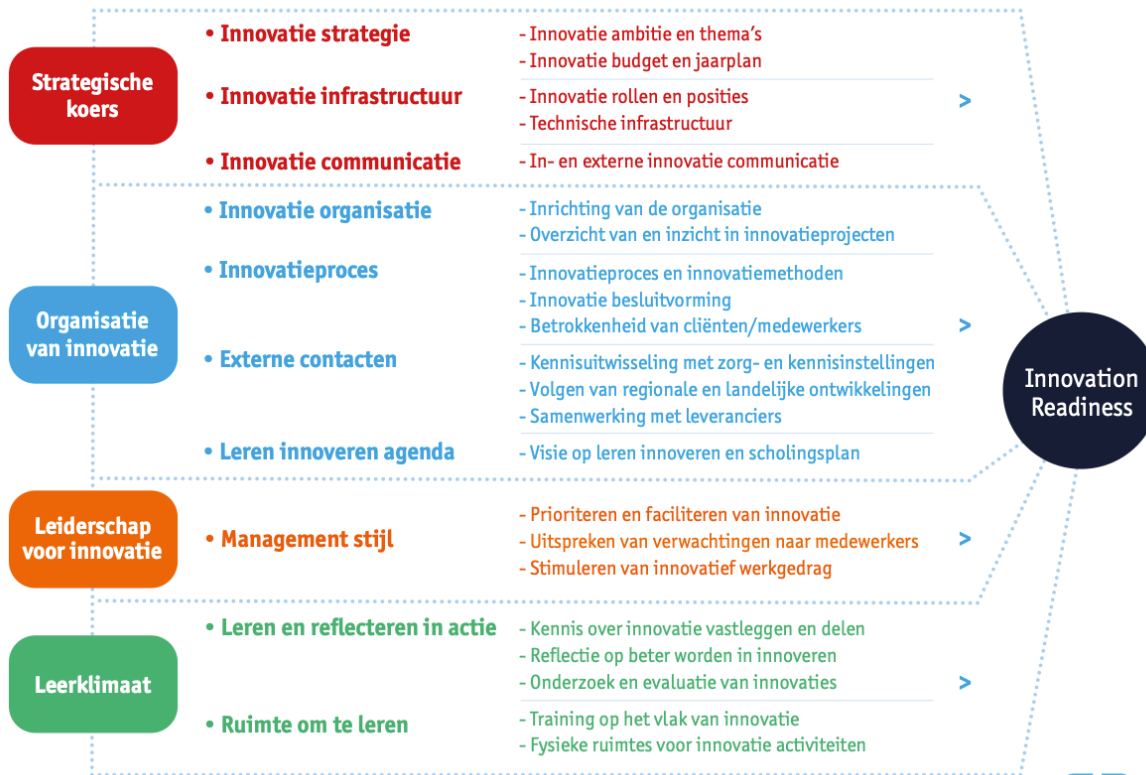 Strategische
koers
• Innovatie strategie
- Innovatie ambitie en thema's
- Innovatie budget en jaarplan
• Innovatie infrastructuur
- Innovatie rollen en posities
- Technische infrastructuur
>
• Innovatie communicatie
- In- en externe innovatie communicatie
Organisatie
van innovatie
• Innovatie organisatie
- Inrichting van de organisatie
- Overzicht van en inzicht in innovatieprojecten
• Innovatieproces
- Innovatieproces en innovatiemethoden
- Innovatie besluitvorming
- Betrokkenheid van cliënten/medewerkers
>
• Externe contacten
- Kennisuitwisseling met zorg- en kennisinstellingen
- Volgen van regionale en landelijke ontwikkelingen
- Samenwerking met leveranciers
• Leren innoveren agenda
- Visie op leren innoveren en scholingsplan
Leiderschap
voor innovatie
• Management stijl
- Prioriteren en faciliteren van innovatie
- Uitspreken van verwachtingen naar medewerkers
- Stimuleren van innovatief werkgedrag
>
Leerklimaat
• Leren en reflecteren in actie
- Kennis over innovatie vastleggen en delen
- Reflectie op beter worden in innoveren
- Onderzoek en evaluatie van innovaties
>
• Ruimte om te leren
- Training op het vlak van innovatie
- Fysieke ruimtes voor innovatie activiteiten
Innovation
Readiness